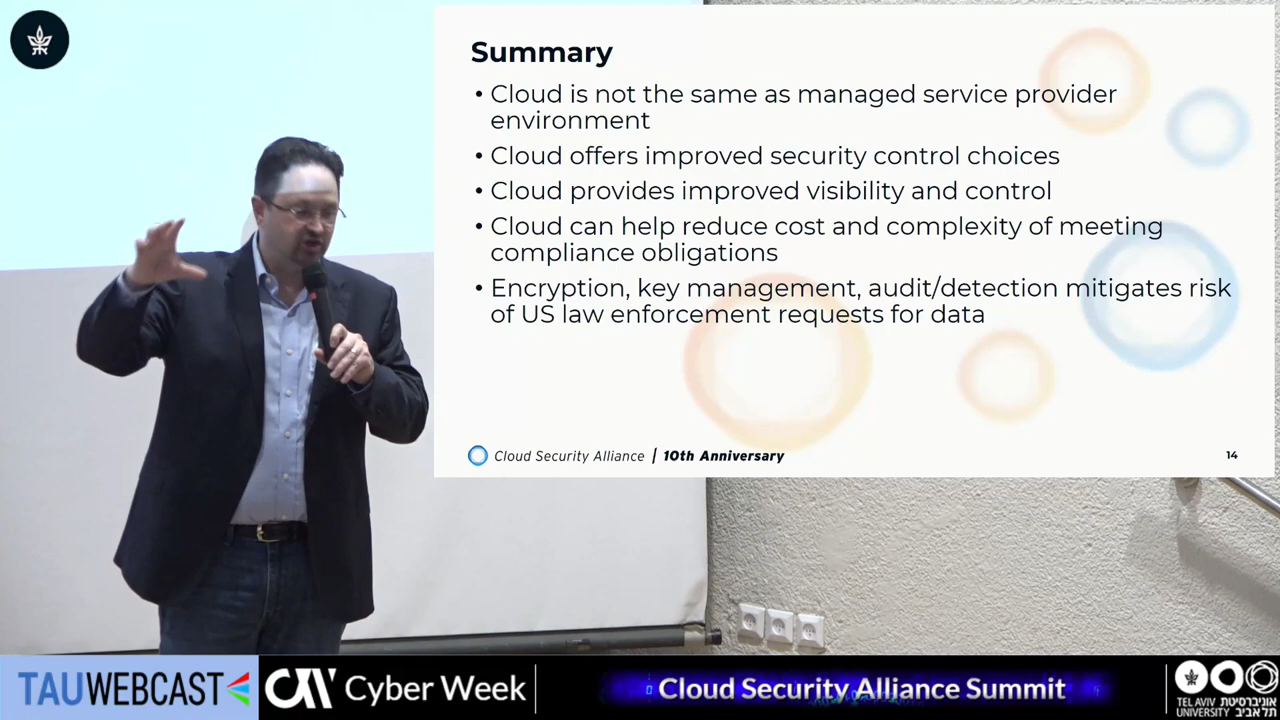 Summary
• Cloud is not the same as managed service provider
environment
• Cloud offers improved security control choices
• Cloud provides improved visibility and control
• Cloud can help reduce cost and complexity of meeting
compliance obligations
• Encryption, key management, audit/detection mitigates risk
of US law enforcement requests for data
Cloud Security Alliance | 10th Anniversary
14
TAUWEBCAST
Cyber Week
Cloud Security Alliance Summit
TEL AVIV אוניברסיטת
UNIVERSITY תל אביב